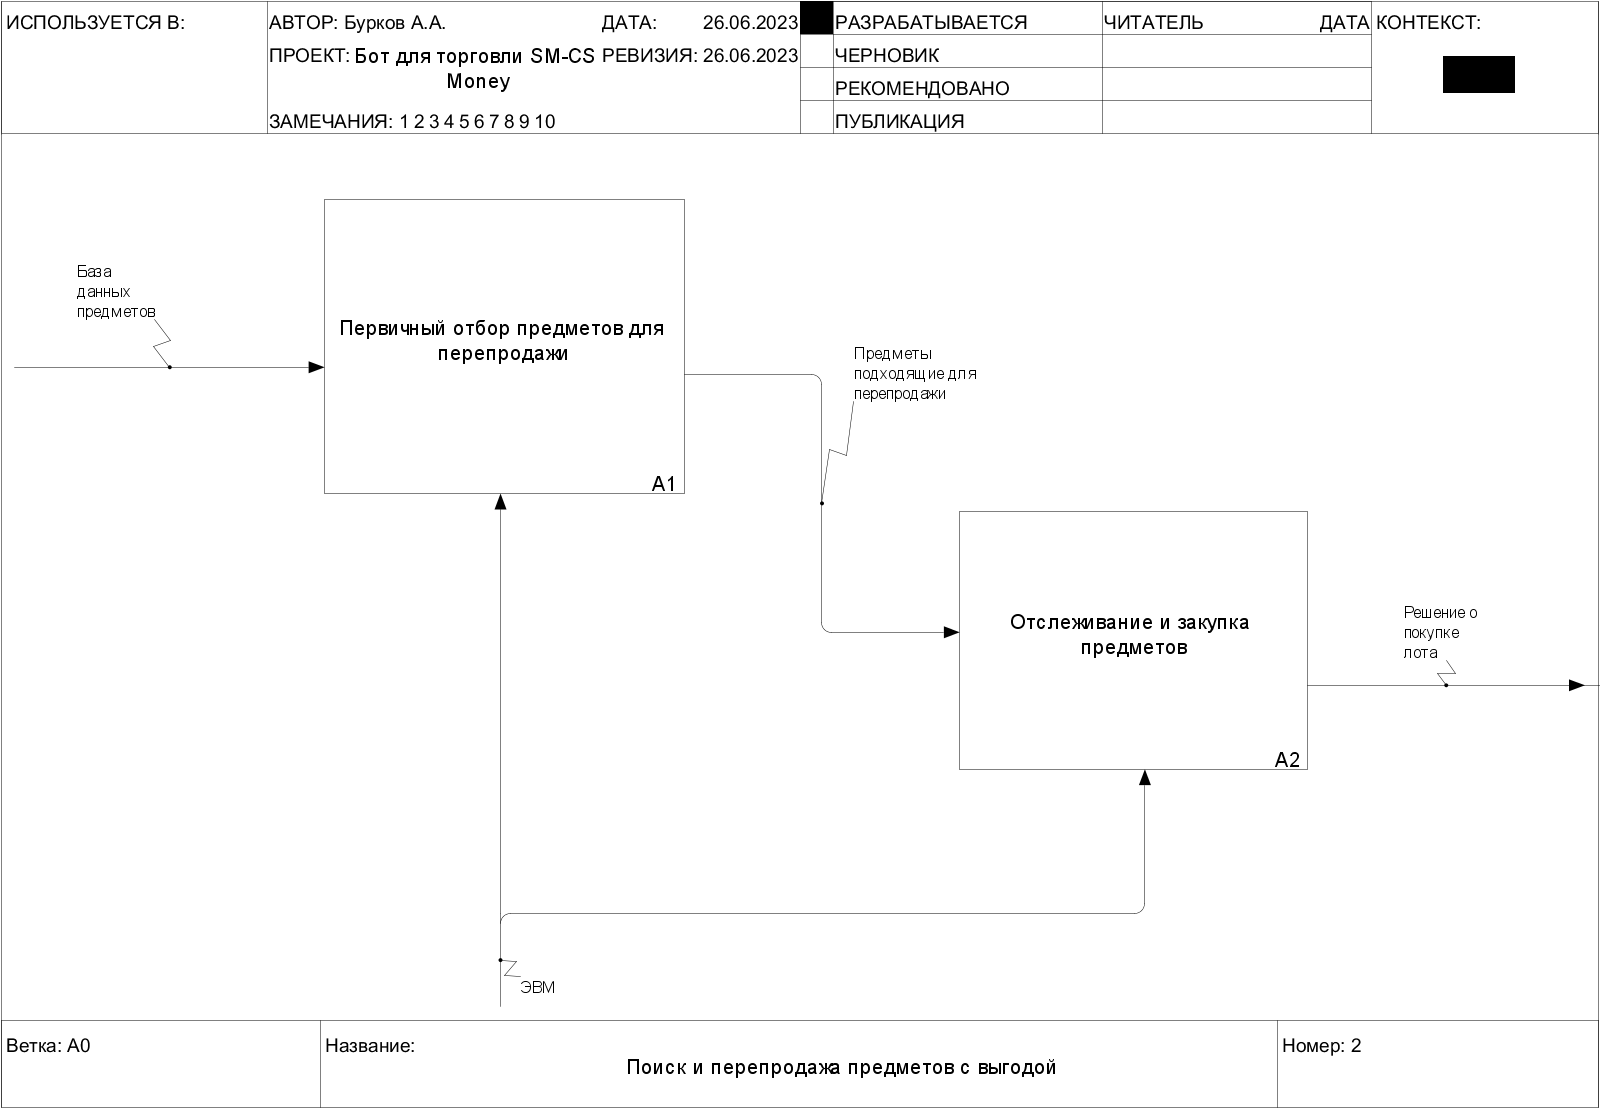 ИСПОЛЬЗУЕТСЯ В:
АВТОР: Бурков А.А.
ДАТА: 26.06.2023
ПРОЕКТ: Бот для торговли SM-CS
Money
РЕВИЗИЯ: 26.06.2023
ЗАМЕЧАНИЯ: 1 2 3 4 5 6 7 8 9 10
РАЗРАБАТЫВАЕТСЯ
ЧЕРНОВИК
РЕКОМЕНДОВАНО
ПУБЛИКАЦИЯ
ЧИТАТЕЛЬ
ДАТА
КОНТЕКСТ:
База
данных
предметов
Первичный отбор предметов для
перепродажи
A1
Предметы
подходящие для
перепродажи
Отслеживание и закупка
предметов
A2
Решение о
покупке
лота
ЭВМ
Ветка: A0
Название:
Поиск и перепродажа предметов с выгодой
Номер: 2